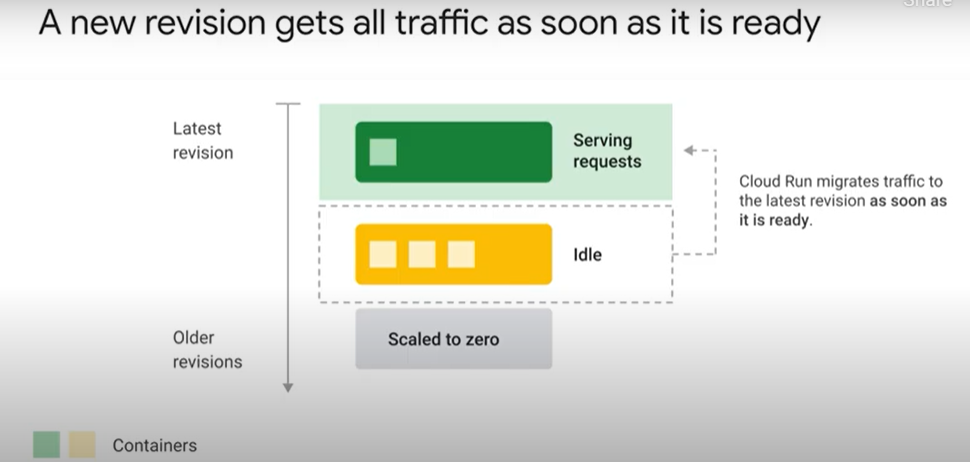 Share
A new revision gets all traffic as soon as it is ready
Latest
revision
Serving
requests
Cloud Run migrates traffic to
the latest revision as soon as
it is ready.
Idle
Older
revisions
Scaled to zero
Containers